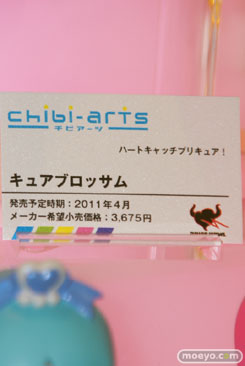 chibi-arts
チビアーツ
ハートキャッチプリキュア！
キュアブロッサム
発売予定時期：2011年4月
メーカー希望小売価格：3,675円
moeyo.com